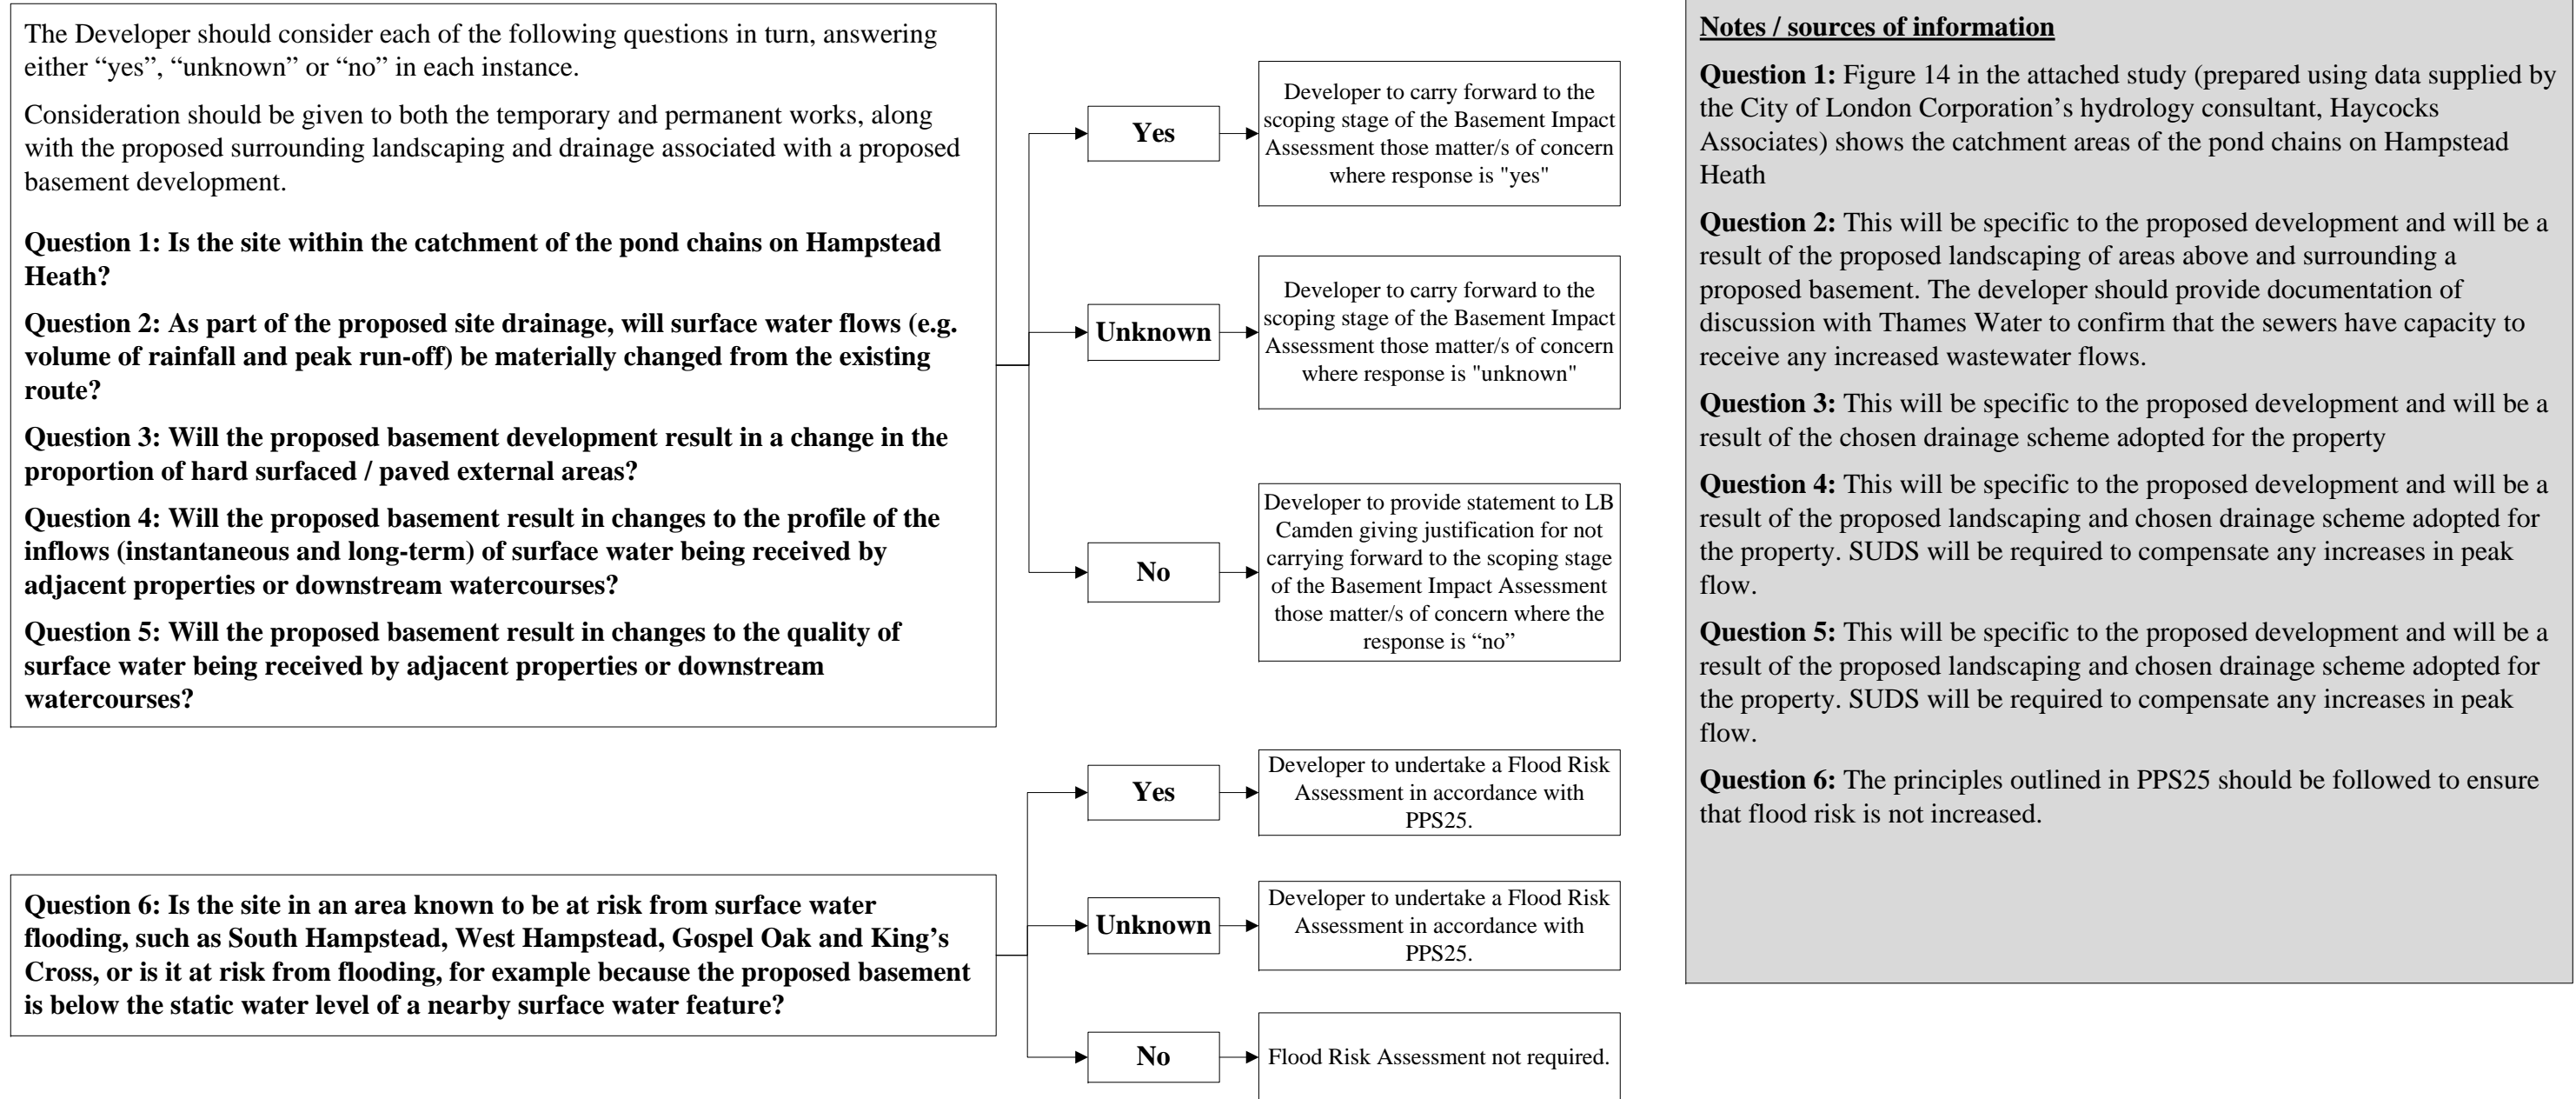 The Developer should consider each of the following questions in turn, answering
either “yes”, “unknown” or “no” in each instance.
Consideration should be given to both the temporary and permanent works, along
with the proposed surrounding landscaping and drainage associated with a proposed
basement development.
Question 1: Is the site within the catchment of the pond chains on Hampstead
Heath?
Question 2: As part of the proposed site drainage, will surface water flows (e.g.
volume of rainfall and peak run-off) be materially changed from the existing
route?
Question 3: Will the proposed basement development result in a change in the
proportion of hard surfaced / paved external areas?
Question 4: Will the proposed basement result in changes to the profile of the
inflows (instantaneous and long-term) of surface water being received by
adjacent properties or downstream watercourses?
Question 5: Will the proposed basement result in changes to the quality of
surface water being received by adjacent properties or downstream
watercourses?
Yes
Developer to carry forward to the
scoping stage of the Basement Impact
Assessment those matter/s of concern
where response is "yes"
Unknown
Developer to carry forward to the
scoping stage of the Basement Impact
Assessment those matter/s of concern
where response is "unknown"
No
Developer to provide statement to LB
Camden giving justification for not
carrying forward to the scoping stage
of the Basement Impact Assessment
those matter/s of concern where the
response is “no”
Question 6: Is the site in an area known to be at risk from surface water
flooding, such as South Hampstead, West Hampstead, Gospel Oak and King’s
Cross, or is it at risk from flooding, for example because the proposed basement
is below the static water level of a nearby surface water feature?
Yes
Developer to undertake a Flood Risk
Assessment in accordance with
PPS25.
Unknown
Developer to undertake a Flood Risk
Assessment in accordance with
PPS25.
No
Flood Risk Assessment not required.
Notes / sources of information
Question 1: Figure 14 in the attached study (prepared using data supplied by
the City of London Corporation’s hydrology consultant, Haycocks
Associates) shows the catchment areas of the pond chains on Hampstead
Heath
Question 2: This will be specific to the proposed development and will be a
result of the proposed landscaping of areas above and surrounding a
proposed basement. The developer should provide documentation of
discussion with Thames Water to confirm that the sewers have capacity to
receive any increased wastewater flows.
Question 3: This will be specific to the proposed development and will be a
result of the chosen drainage scheme adopted for the property
Question 4: This will be specific to the proposed development and will be a
result of the proposed landscaping and chosen drainage scheme adopted for
the property. SUDS will be required to compensate any increases in peak
flow.
Question 5: This will be specific to the proposed development and will be a
result of the proposed landscaping and chosen drainage scheme adopted for
the property. SUDS will be required to compensate any increases in peak
flow.
Question 6: The principles outlined in PPS25 should be followed to ensure
that flood risk is not increased.